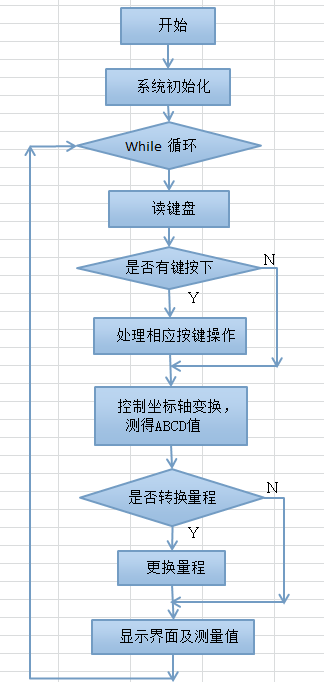 开始
系统初始化
While 循环
读键盘
是否有键按下
N
Y
处理相应按键操作
控制坐标轴变换，
测得ABCD值
是否转换量程
N
Y
更换量程
显示界面及测量值